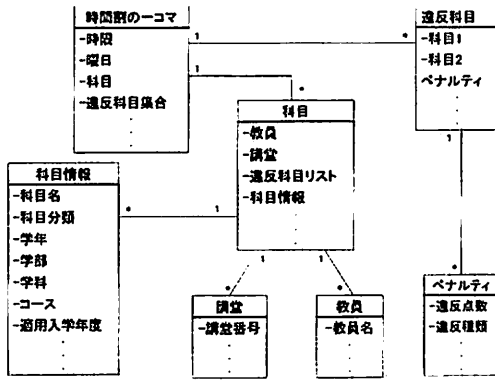 時間割の一コマ
-時限
-曜日
-科目
-違反科目集合
違反科目
-科目1
-科目2
ペナルティ
1
*
1
*
科目
-教員
-講堂
-違反科目リスト
-科目情報
科目情報
-科目名
-科目分類
-学年
-学部
-学科
-コース
-適用入学年度
*
1
1
1
1
*
*
*
講堂
-講堂番号
教員
-教員名
ペナルティ
-違反点数
-違反種類